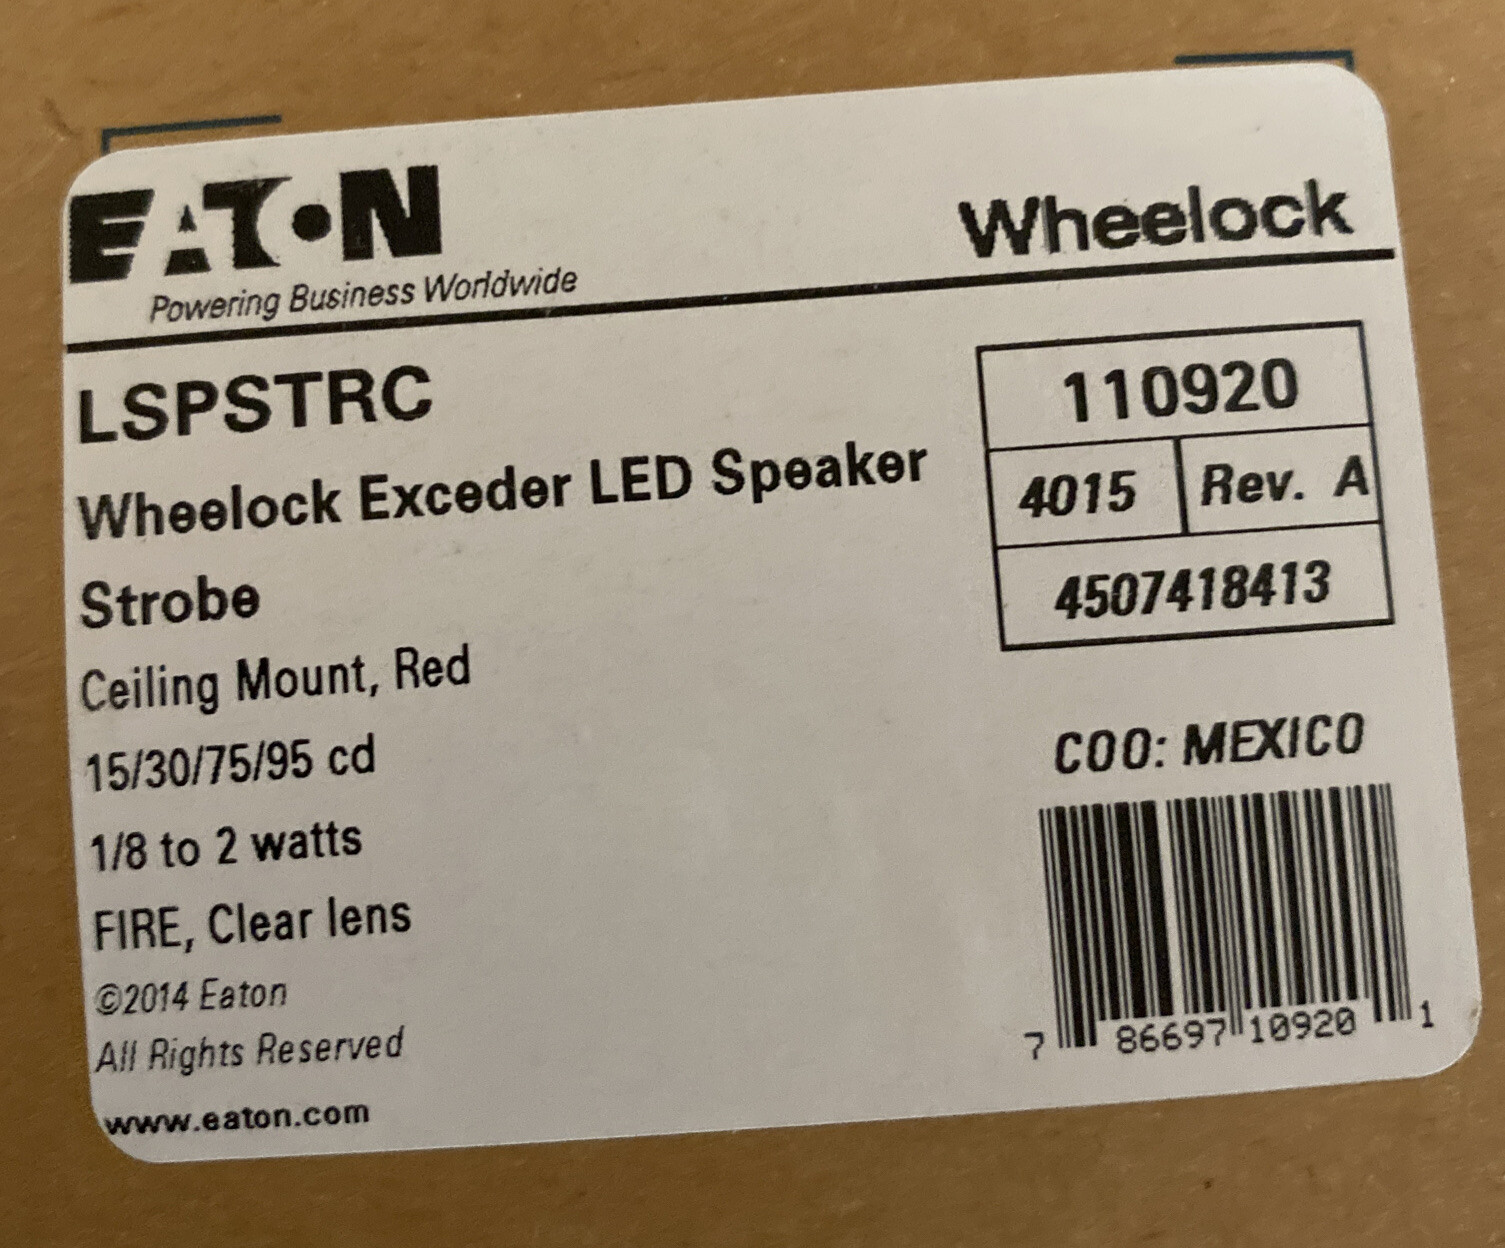 EATON
Powering Business Worldwide
Wheelock
LSPSTRC
Wheelock Exceder LED Speaker
Strobe
Ceiling Mount, Red
15/30/75/95 cd
1/8 to 2 watts
FIRE, Clear lens
©2014 Eaton
All Rights Reserved
www.eaton.com
110920
4015 Rev. A
4507418413
COO: MEXICO
7 86697 10920 1